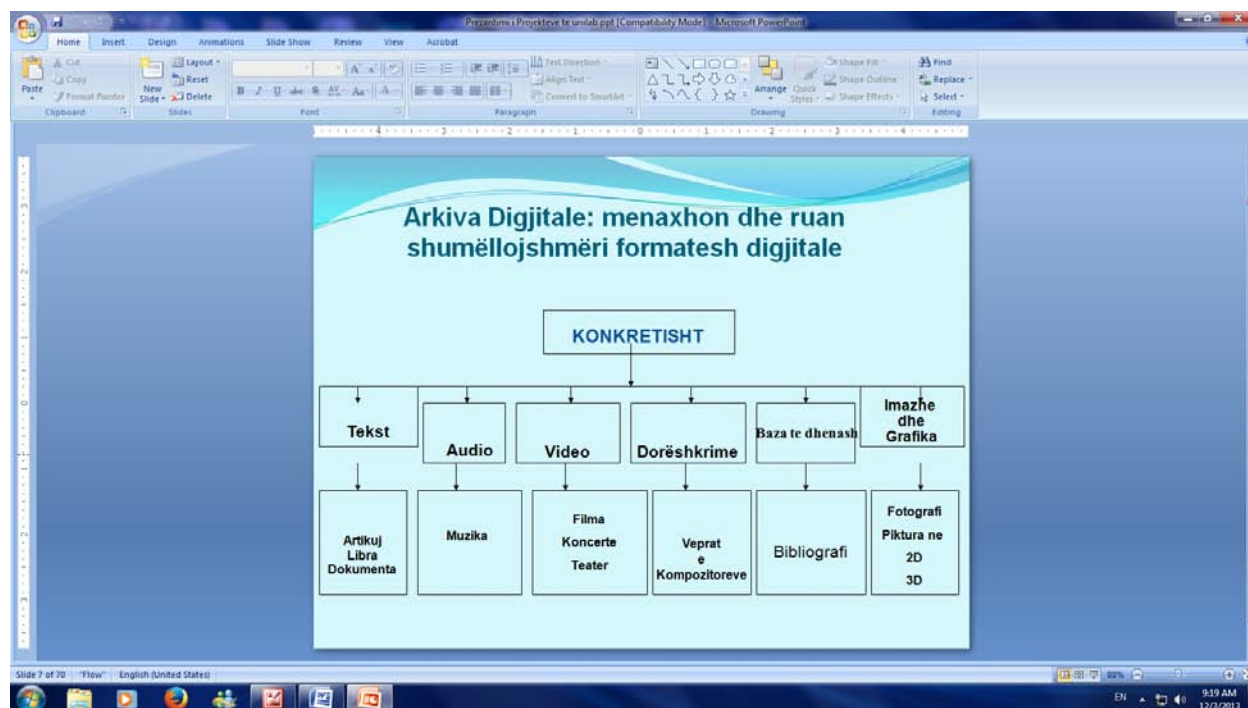 Prezantimi i Projekteve te unilab.ppt [Compatibility Mode] - Microsoft PowerPoint
Home Insert Design Animations Slide Show Review View Acrobat
Paste
Cut
Copy
Format Painter
Clipboard
New
Slide
Layout
Reset
Delete
Slides
Font
Text Direction
Align Text
Convert to SmartArt
Paragraph
Arrange
Quick
Styles
Shape Fill
Shape Outline
Shape Effects
Drawing
Find
Replace
Select
Editing
Arkiva Digjitale: menaxhon dhe ruan
shumëllojshmëri formatesh digjitale
KONKRETISHT
Tekst
Audio
Video
Dorëshkrime
Baza te dhenash
Imazhe
dhe
Grafika
Artikuj
Libra
Dokumenta
Muzika
Filma
Koncerte
Teater
Veprat
e
Kompozitoreve
Bibliografi
Fotografi
Piktura ne
2D
3D
Slide 7 of 70 "Flow" English (United States) 88%
EN 9:19 AM
12/3/2013